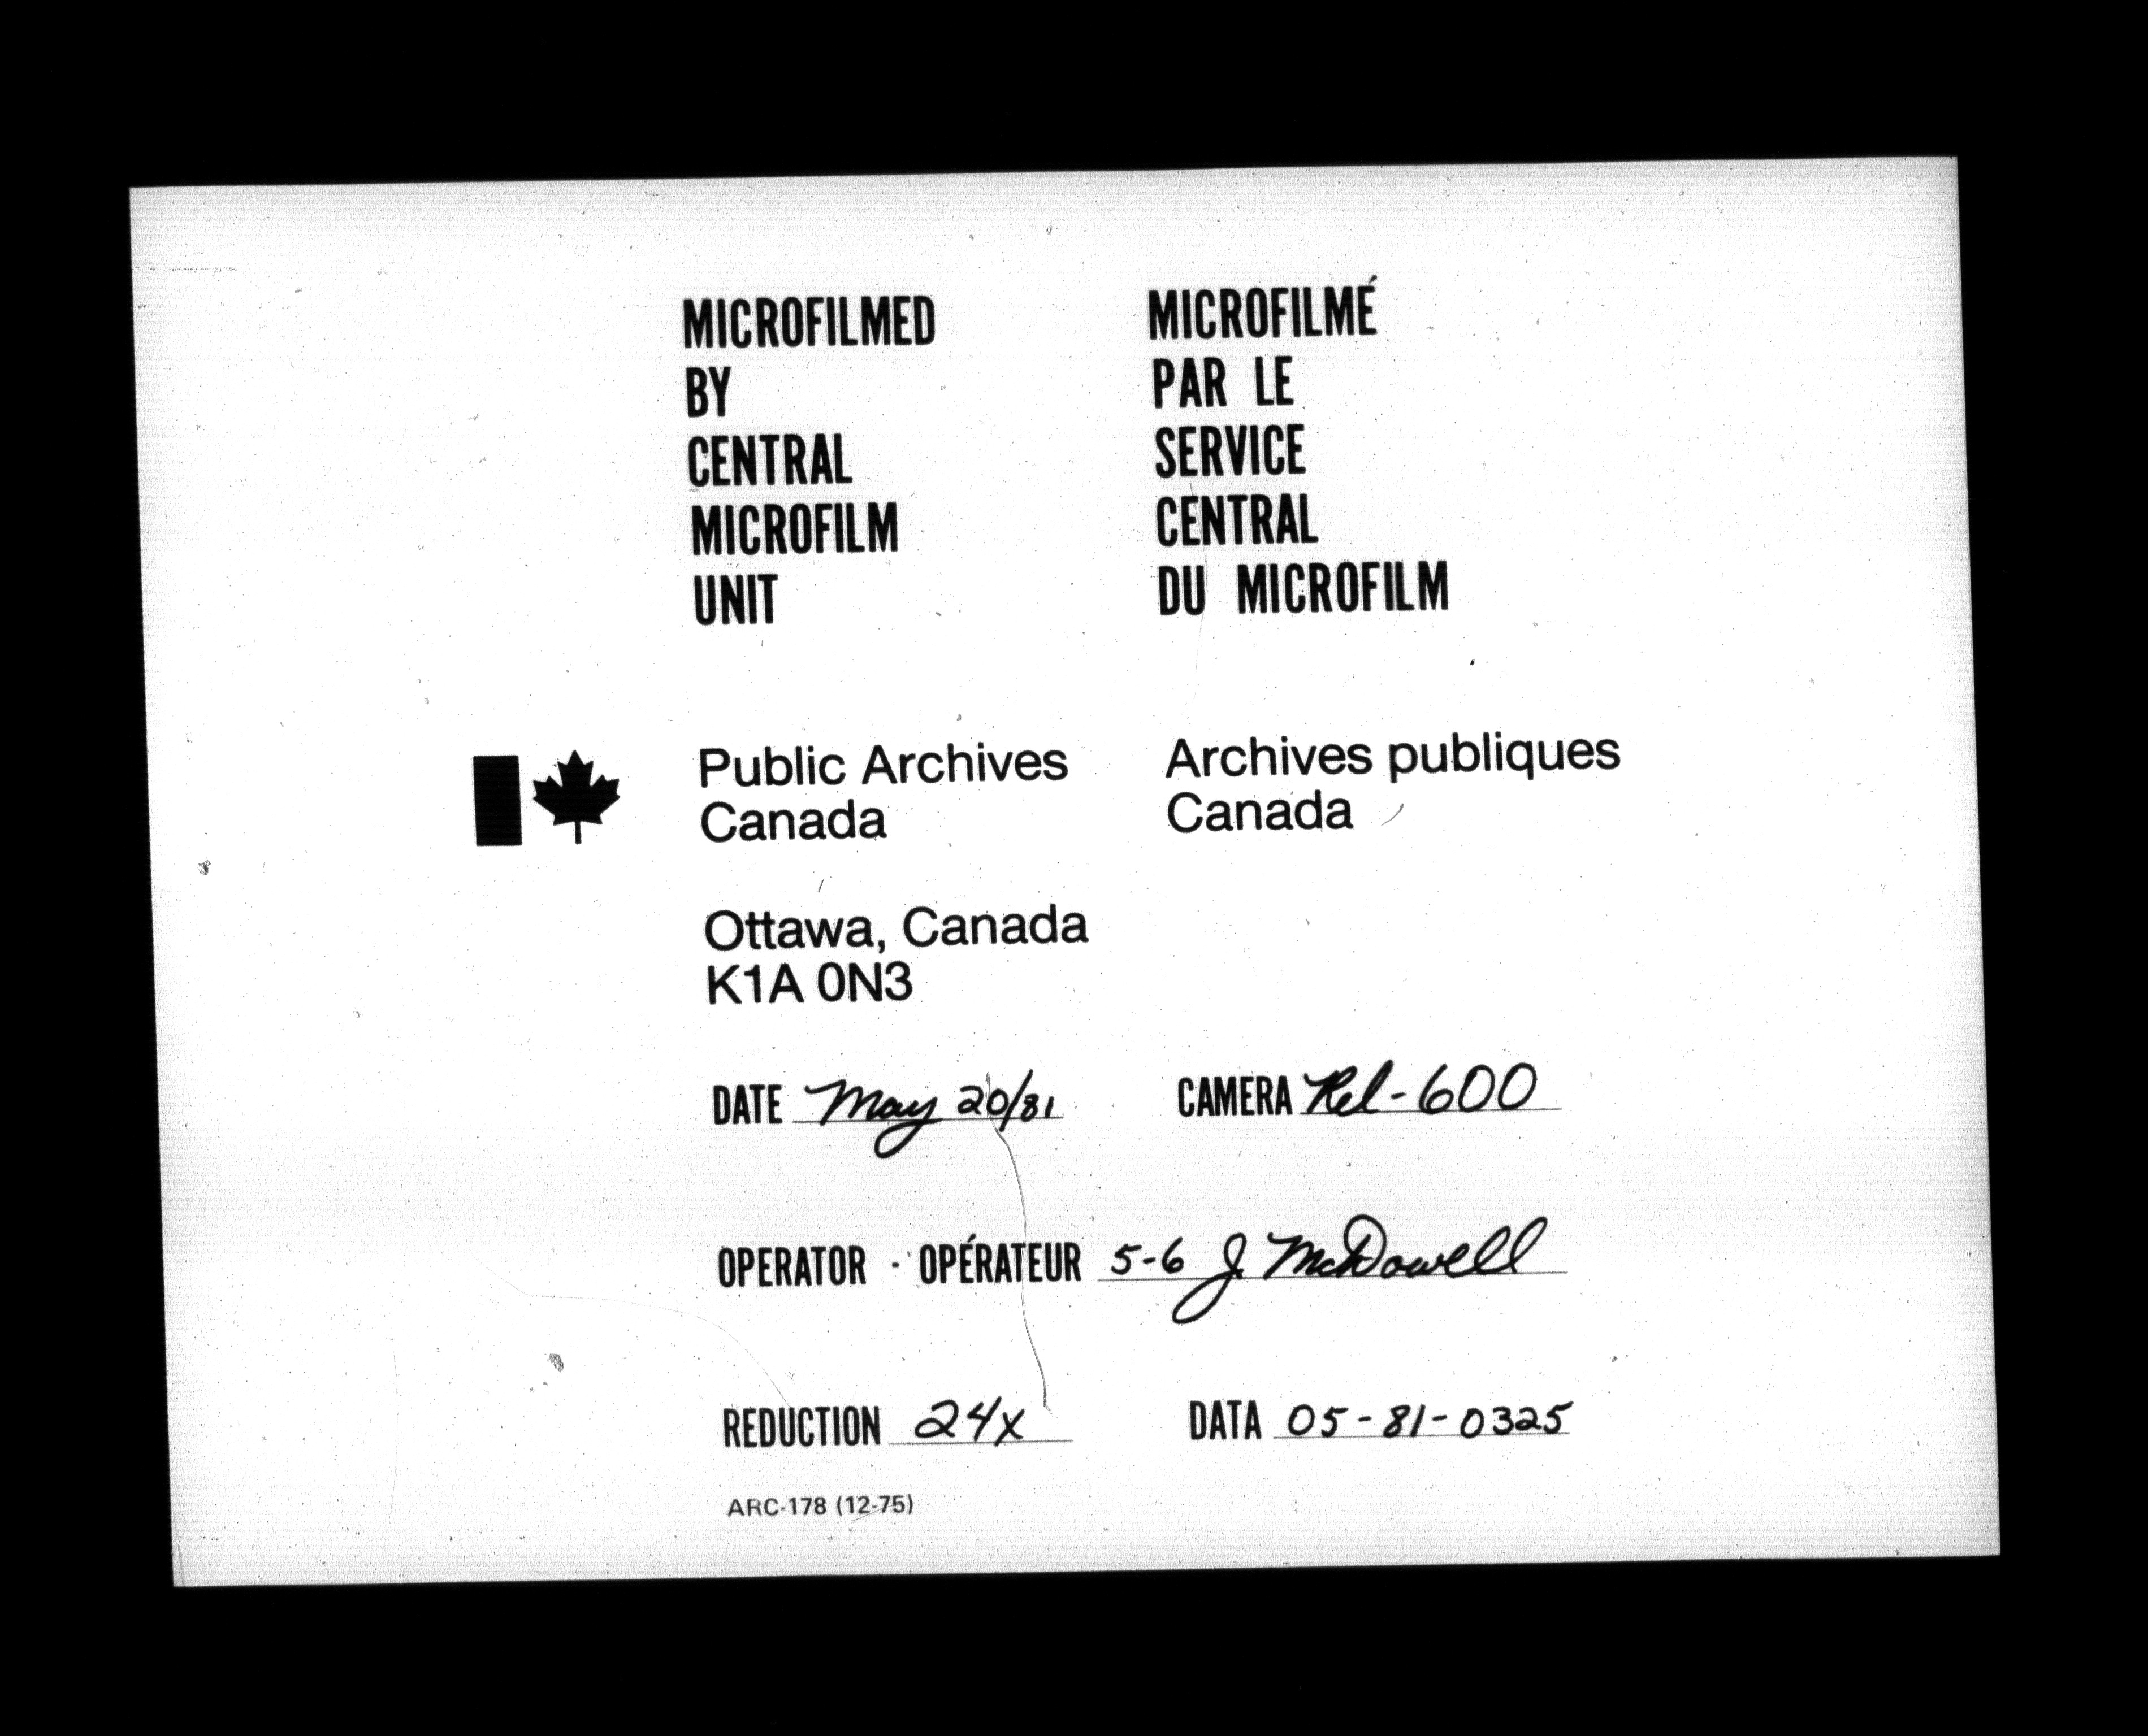 MICROFILMED
BY
CENTRAL
MICROFILM
UNIT
MICROFILMÉ
PAR LE
SERVICE
CENTRAL
DU MICROFILM
Public Archives
Canada
Archives publiques
Canada
Ottawa, Canada
K1A 0N3
DATE May 20/81
CAMERA Rel-600
OPERATOR - OPÉRATEUR 5-6 J McDowell
REDUCTION 24x
DATA 05-81-0325
ARC-178 (12-75)